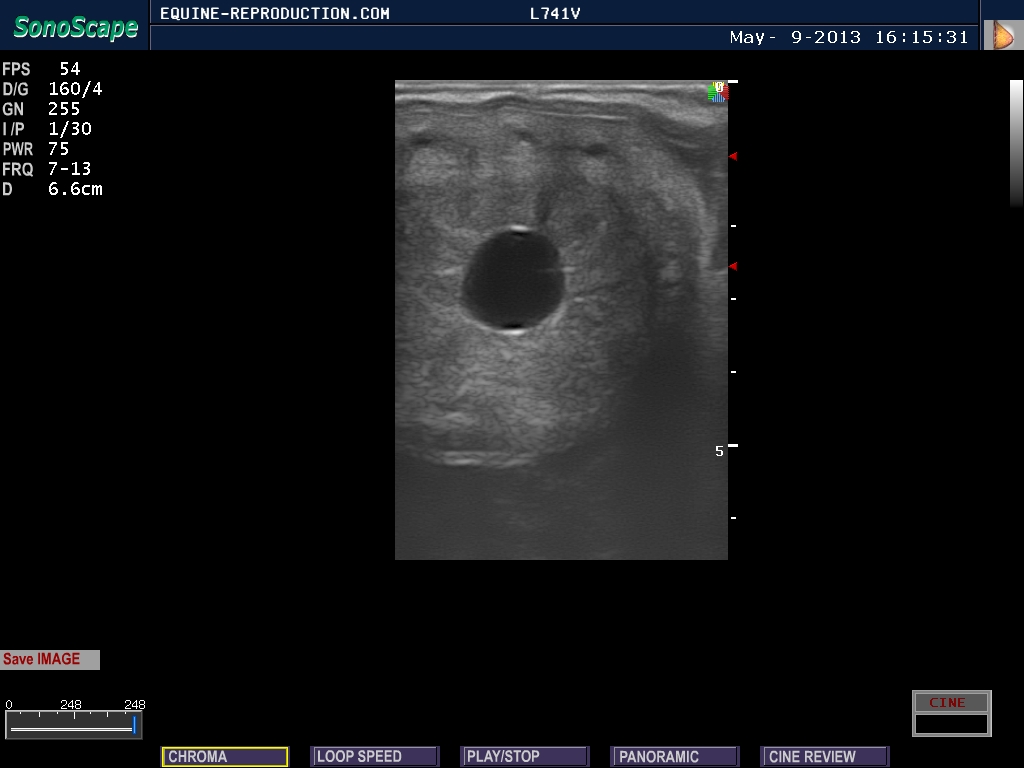 SonoScape
EQUINE-REPRODUCTION.COM
L741V
May- 9-2013 16:15:31
FPS 54
D/G 160/4
GN 255
I/P 1/30
PWR 75
FRQ 7-13
D 6.6cm
5
Save IMAGE
0 248 248
CINE
CHROMA
LOOP SPEED
PLAY/STOP
PANORAMIC
CINE REVIEW